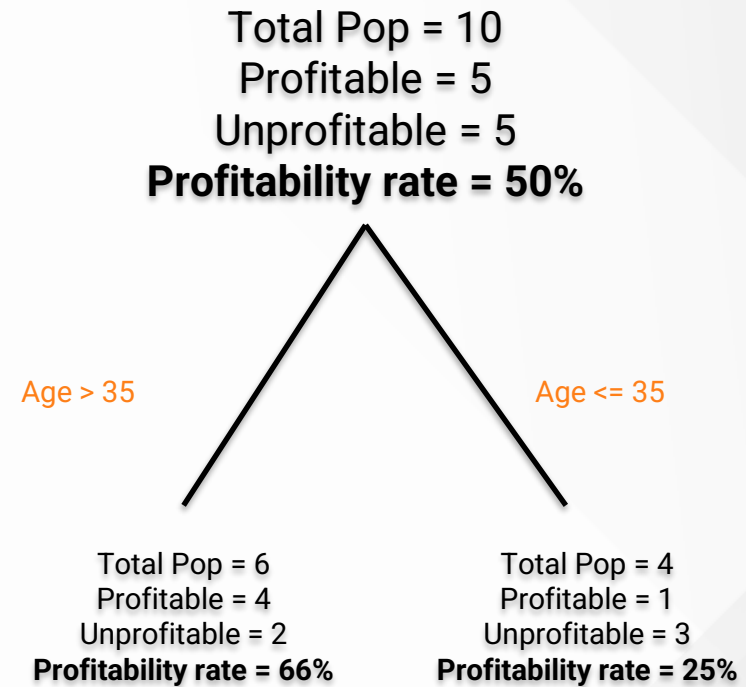 Total Pop = 10
Profitable = 5
Unprofitable = 5
Profitability rate = 50%
Age > 35
Age <= 35
Total Pop = 6
Profitable = 4
Unprofitable = 2
Profitability rate = 66%
Total Pop = 4
Profitable = 1
Unprofitable = 3
Profitability rate = 25%